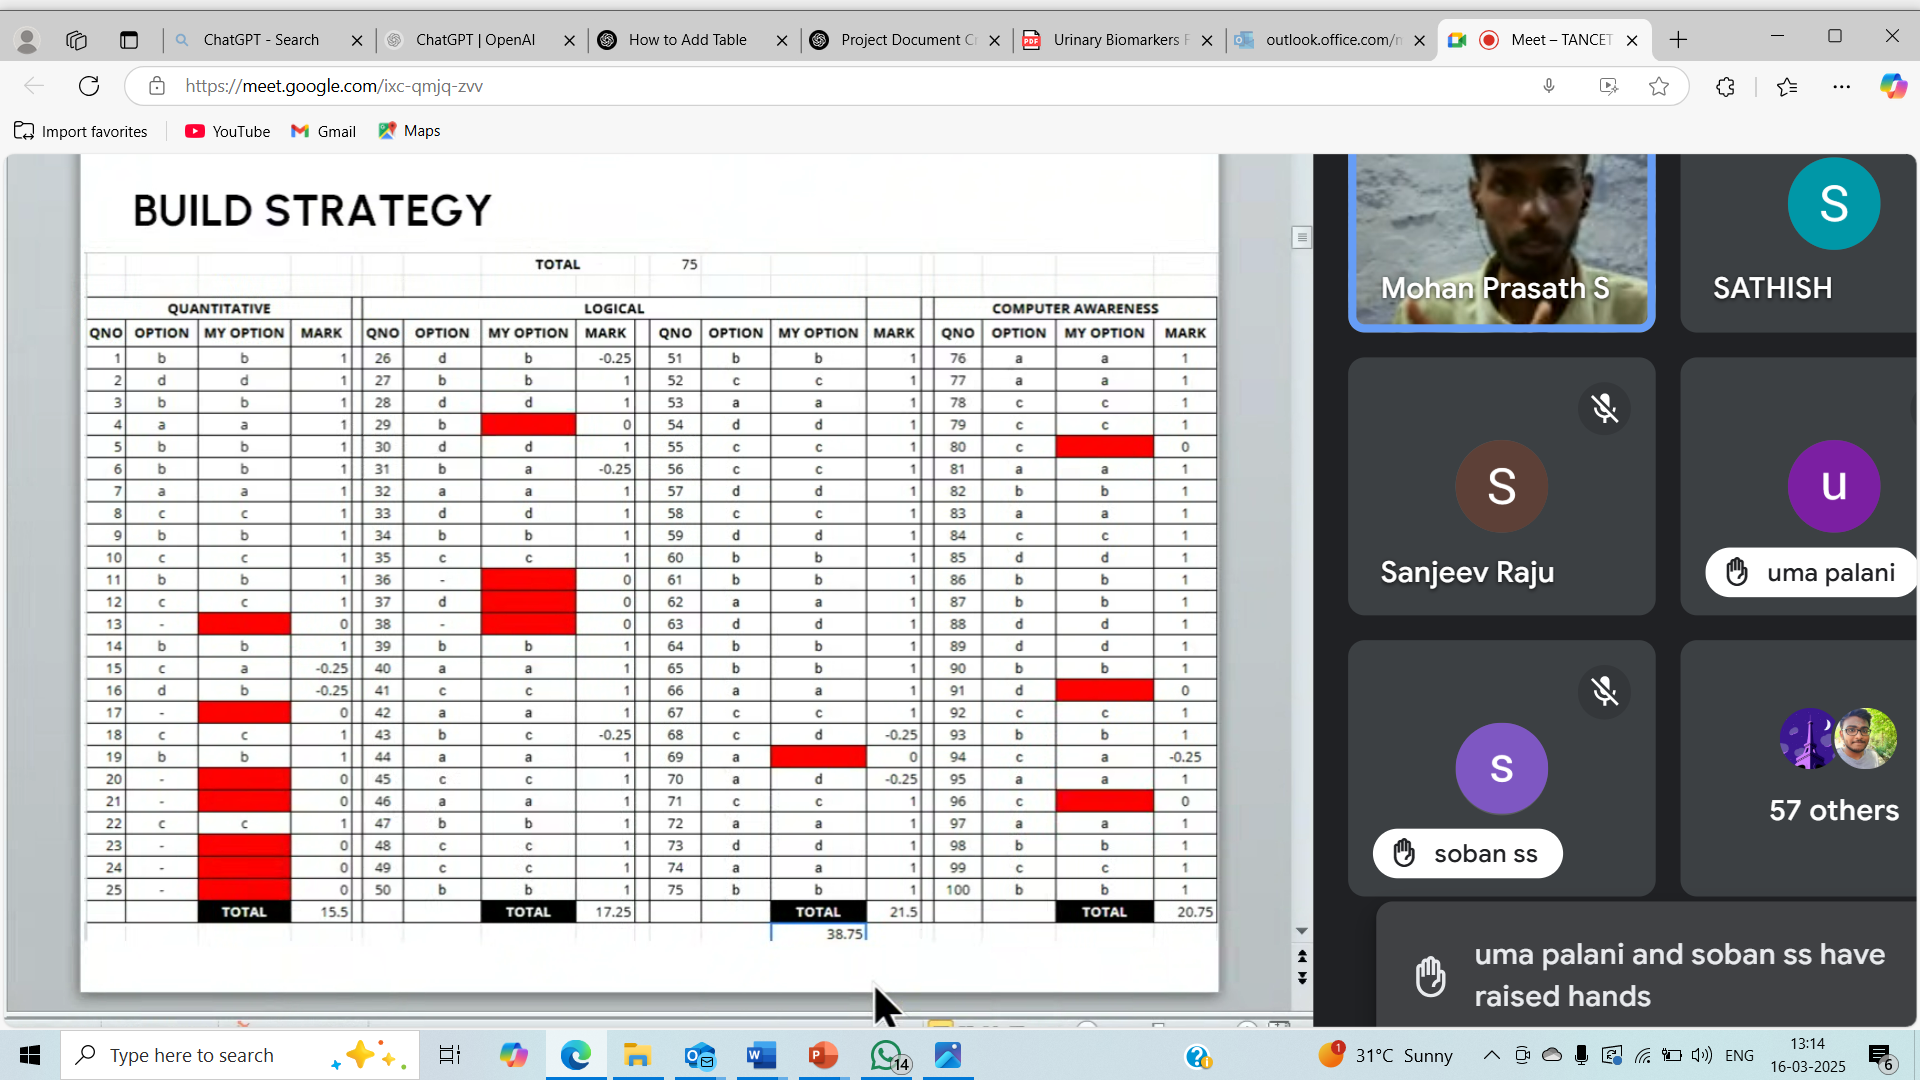 ChatGPT - Search
ChatGPT | OpenAI
How to Add Table
Project Document C
Urinary Biomarkers F
outlook.office.com/n
Meet – TANCET
https://meet.google.com/ixc-qmjq-zvv
Import favorites
YouTube
Gmail
Maps
BUILD STRATEGY
TOTAL 75
QUANTITATIVE LOGICAL COMPUTER AWARENESS
QNO OPTION MY OPTION MARK QNO OPTION MY OPTION MARK QNO OPTION MY OPTION MARK QNO OPTION MY OPTION MARK
1 b b 1 26 d b -0.25 51 b b 1 76 a a 1
2 d d 1 27 b b 1 52 c c 1 77 a a 1
3 b b 1 28 d d 1 53 a a 1 78 c c 1
4 a a 1 29 b 0 54 d d 1 79 c c 1
5 b b 1 30 d d 1 55 c c 1 80 c 0
6 b b 1 31 b a -0.25 56 c c 1 81 a a 1
7 a a 1 32 a a 1 57 d d 1 82 b b 1
8 c c 1 33 d d 1 58 c c 1 83 a a 1
9 b b 1 34 b b 1 59 d d 1 84 c c 1
10 c c 1 35 c c 1 60 b b 1 85 d d 1
11 b b 1 36 - 0 61 b b 1 86 b b 1
12 c c 1 37 d 0 62 a a 1 87 b b 1
13 - 0 38 - 0 63 d d 1 88 d d 1
14 b b 1 39 b b 1 64 b b 1 89 d d 1
15 c a -0.25 40 a a 1 65 b b 1 90 b b 1
16 d b -0.25 41 c c 1 66 a a 1 91 d 0
17 - 0 42 a a 1 67 c c 1 92 c c 1
18 c c 1 43 b c -0.25 68 c d -0.25 93 b b 1
19 b b 1 44 a a 1 69 a 0 94 c a -0.25
20 - 0 45 c c 1 70 a d -0.25 95 a a 1
21 - 0 46 a a 1 71 c c 1 96 c 0
22 c c 1 47 b b 1 72 a a 1 97 a a 1
23 - 0 48 c c 1 73 d d 1 98 b b 1
24 - 0 49 c c 1 74 a a 1 99 c c 1
25 - 0 50 b b 1 75 b b 1 100 b b 1
TOTAL 15.5 TOTAL 17.25 TOTAL 21.5 TOTAL 20.75
38.75
Mohan Prasath S
S
SATHISH
S
Sanjeev Raju
u
uma palani
s
soban ss
57 others
uma palani and soban ss have
raised hands
Type here to search
14
1
31°C Sunny
ENG
13:14
16-03-2025
6